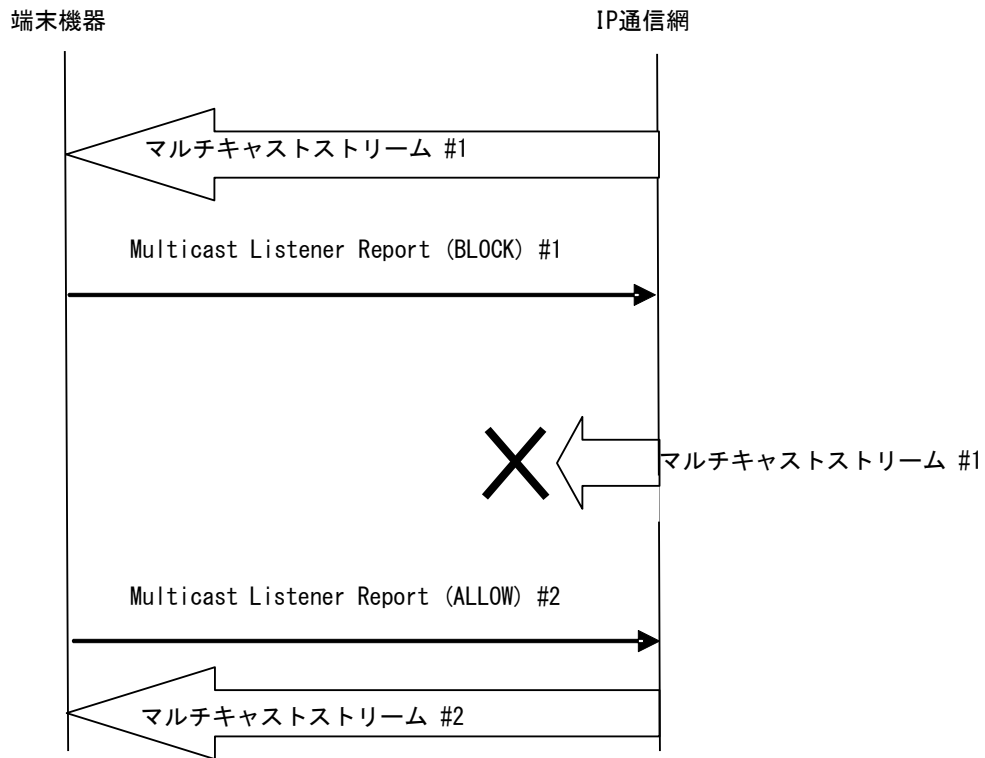 端末機器
IP通信網
マルチキャストストリーム #1
Multicast Listener Report (BLOCK) #1
マルチキャストストリーム #1
Multicast Listener Report (ALLOW) #2
マルチキャストストリーム #2